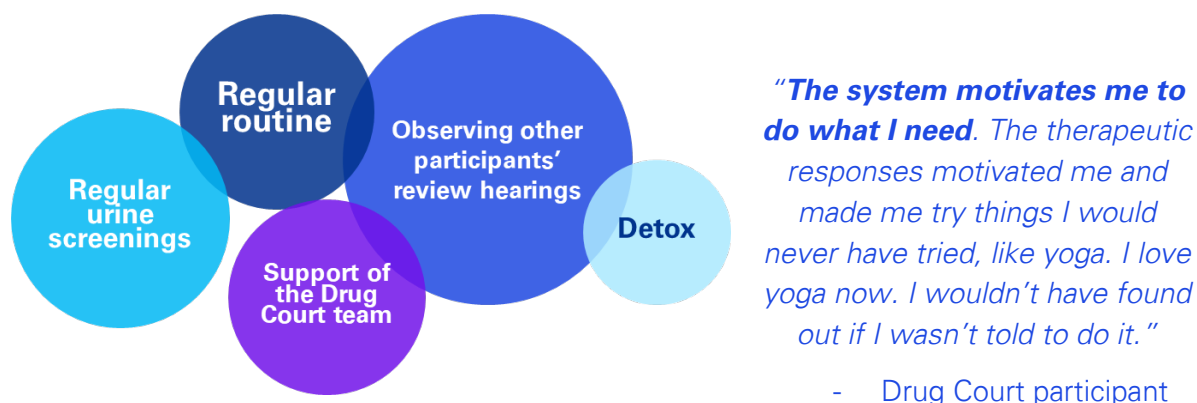 Regular
routine
Observing other
participants’
review hearings
Regular
urine
screenings
Detox
Support of
the Drug
Court team
“The system motivates me to
do what I need. The therapeutic
responses motivated me and
made me try things I would
never have tried, like yoga. I love
yoga now. I wouldn’t have found
out if I wasn’t told to do it.”
- Drug Court participant